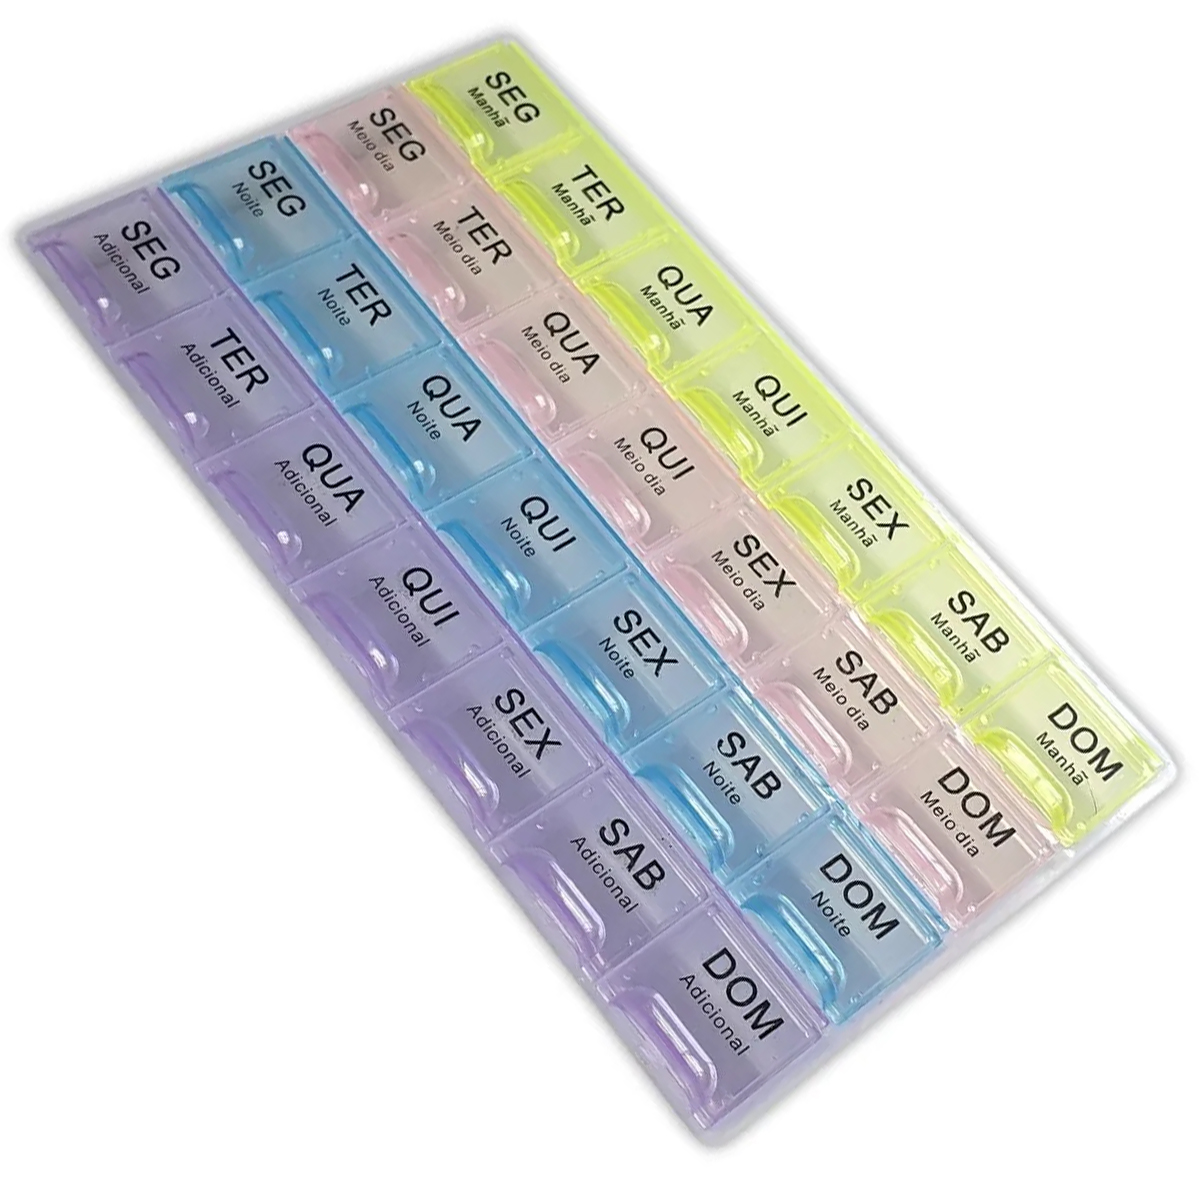 SEG
Manhã
TER
Manhã
QUA
Manhã
QUI
Manhã
SEX
Manhã
SAB
Manhã
DOM
Manhã
SEG
Meio dia
TER
Meio dia
QUA
Meio dia
QUI
Meio dia
SEX
Meio dia
SAB
Meio dia
DOM
Meio dia
SEG
Noite
TER
Noite
QUA
Noite
QUI
Noite
SEX
Noite
SAB
Noite
DOM
Noite
SEG
Adicional
TER
Adicional
QUA
Adicional
QUI
Adicional
SEX
Adicional
SAB
Adicional
DOM
Adicional